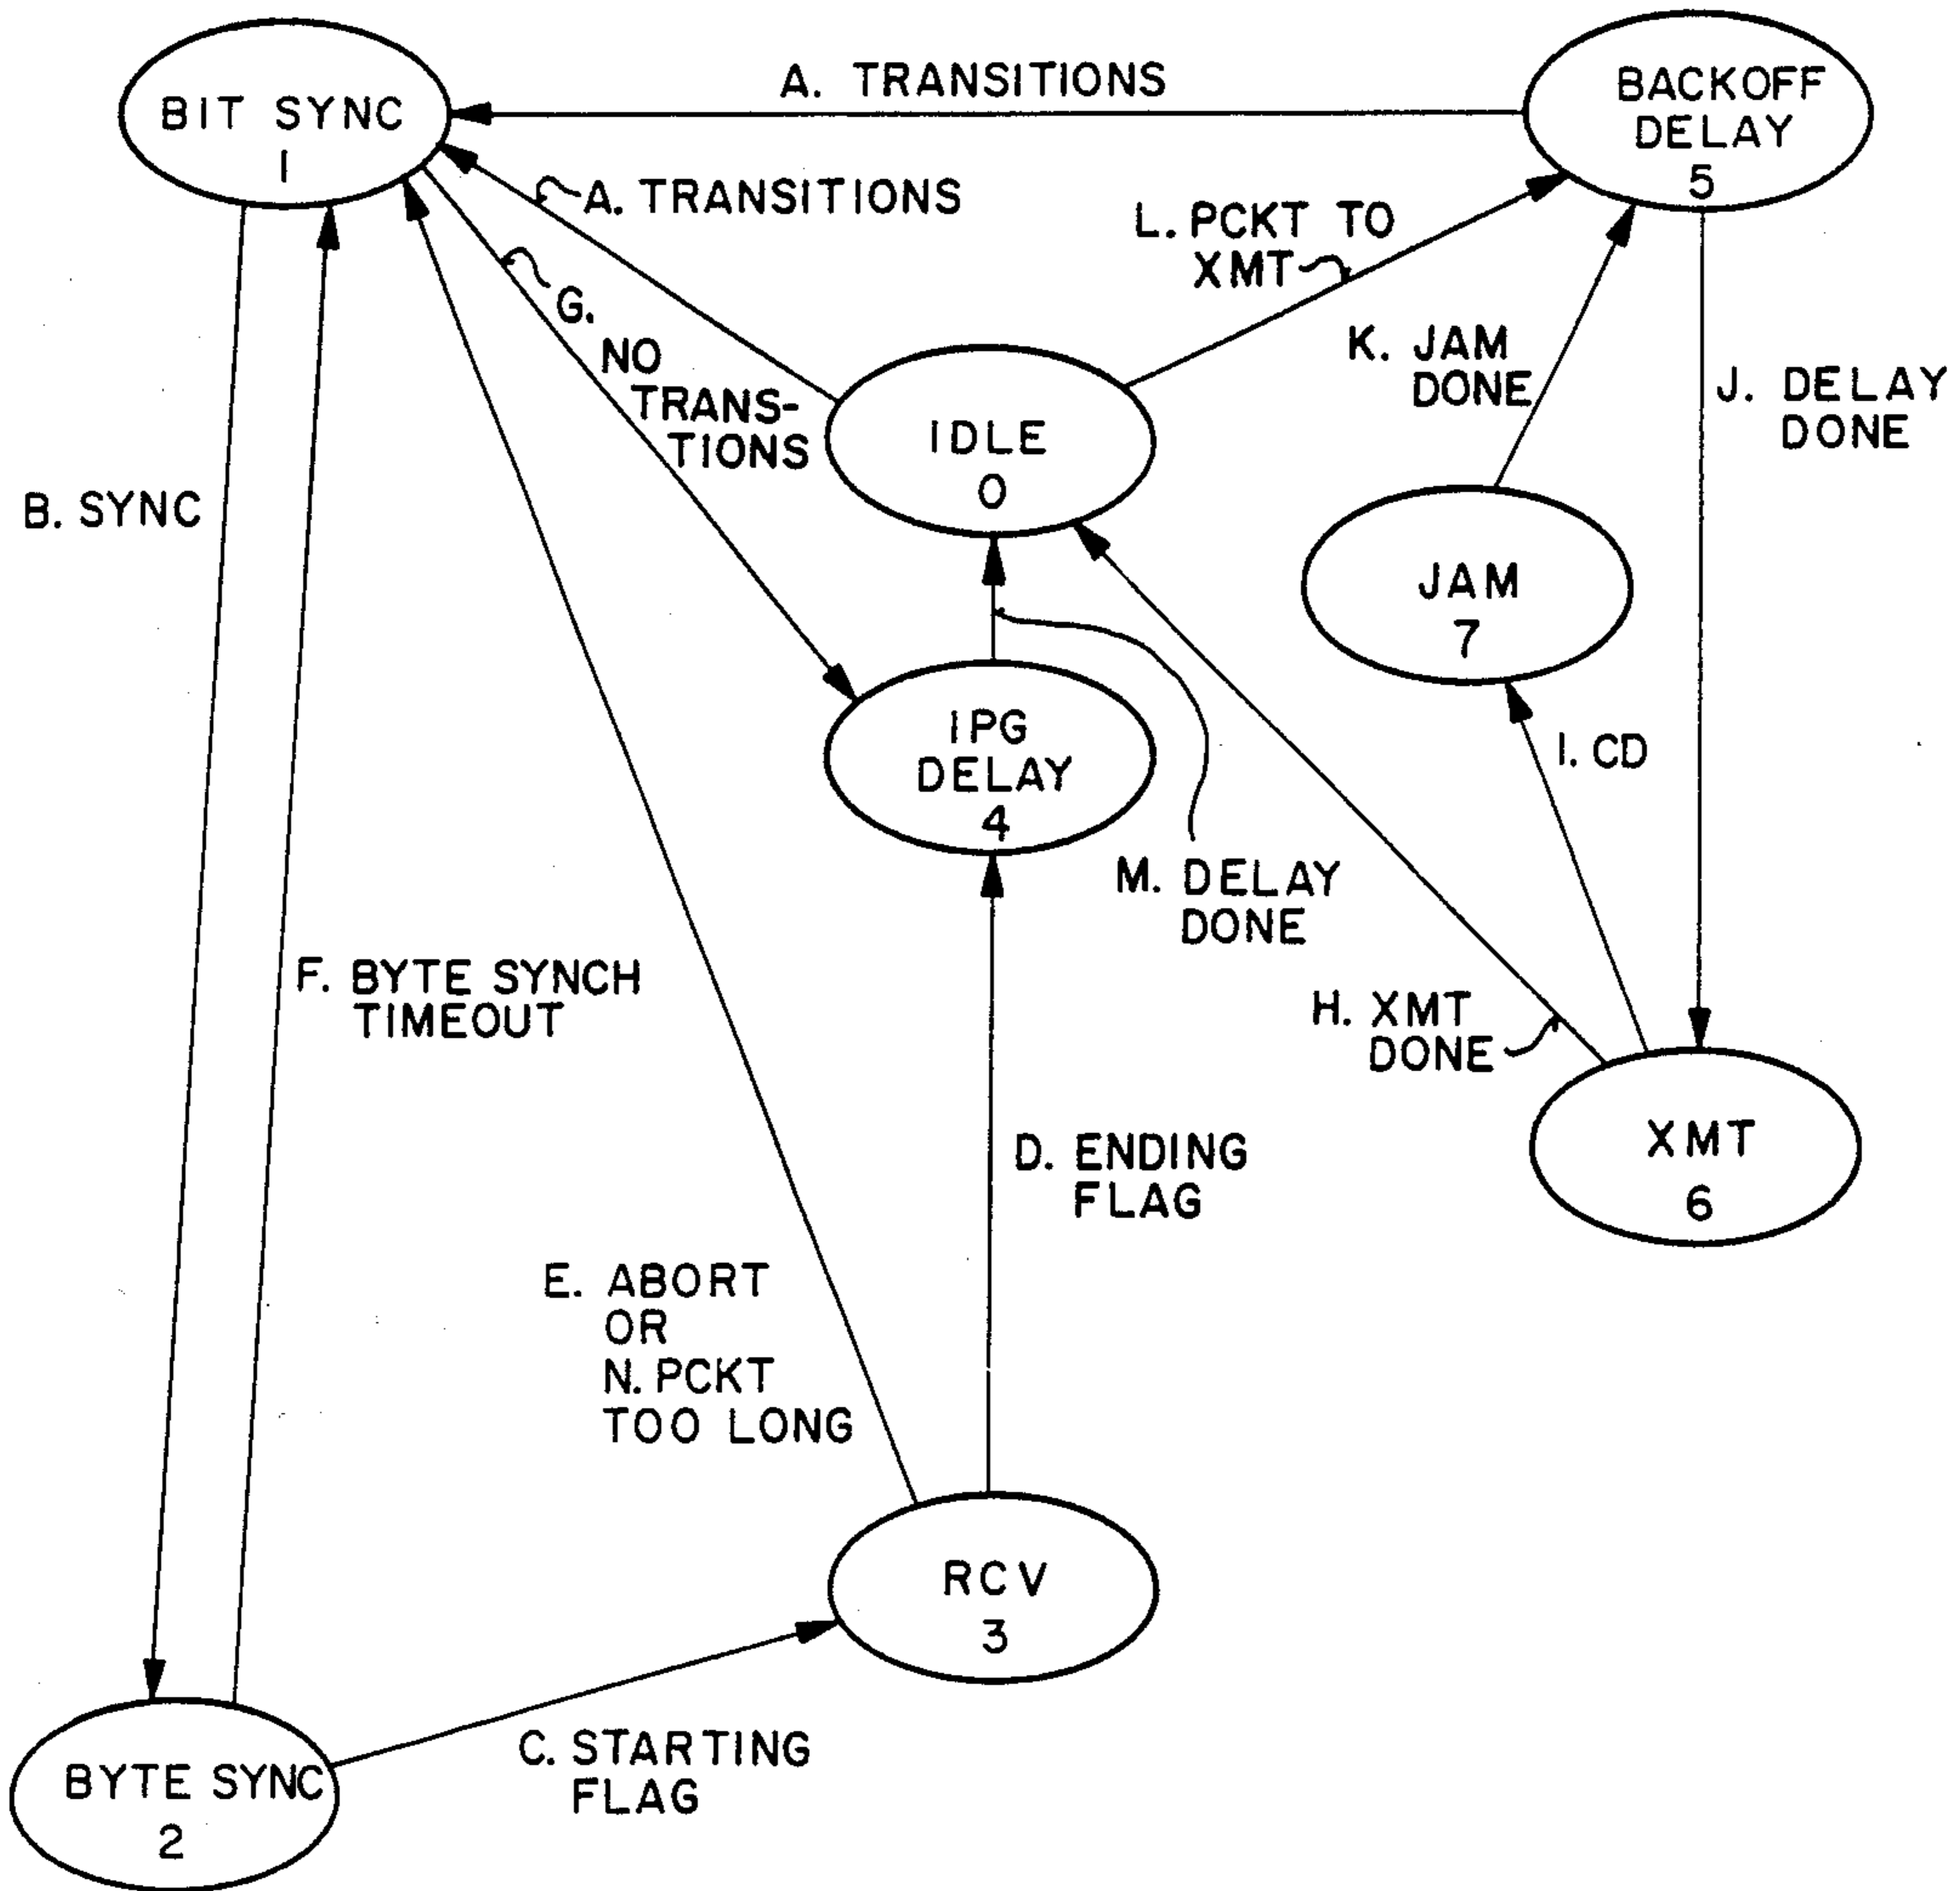 BIT SYNC
1
A. TRANSITIONS
BACKOFF
DELAY
5
A. TRANSITIONS
L. PCKT TO
XMT
G.
NO
TRANS-
TIONS
K. JAM
DONE
J. DELAY
DONE
IDLE
0
B. SYNC
JAM
7
IPG
DELAY
4
I. CD
M. DELAY
DONE
F. BYTE SYNCH
TIMEOUT
H. XMT
DONE
D. ENDING
FLAG
XMT
6
E. ABORT
OR
N. PCKT
TOO LONG
RCV
3
C. STARTING
FLAG
BYTE SYNC
2